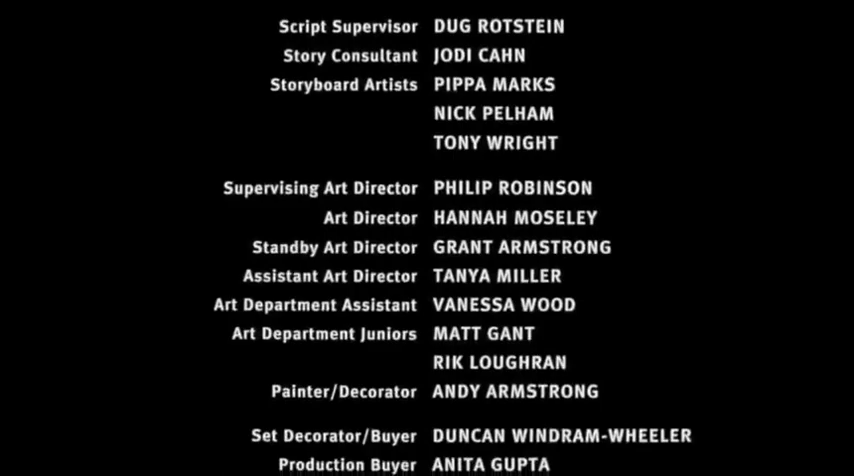 Script Supervisor DUG ROTSTEIN
Story Consultant JODI CAHN
Storyboard Artists PIPPA MARKS
NICK PELHAM
TONY WRIGHT
Supervising Art Director PHILIP ROBINSON
Art Director HANNAH MOSELEY
Standby Art Director GRANT ARMSTRONG
Assistant Art Director TANYA MILLER
Art Department Assistant VANESSA WOOD
Art Department Juniors MATT GANT
RIK LOUGHRAN
Painter/Decorator ANDY ARMSTRONG
Set Decorator/Buyer DUNCAN WINDRAM-WHEELER
Production Buyer ANITA GUPTA